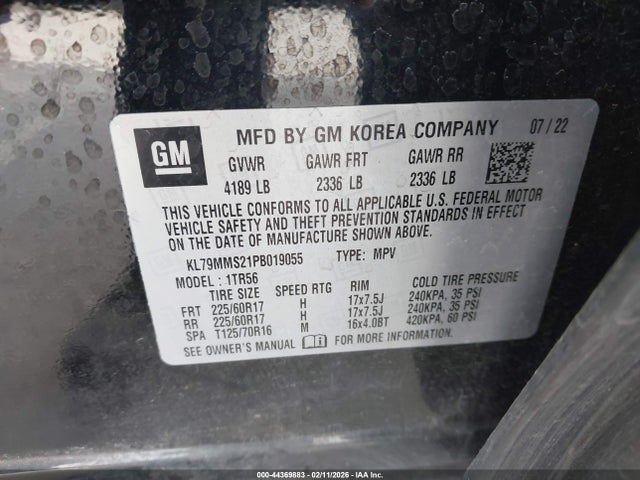 GM
MFD BY GM KOREA COMPANY 07/22
GVWR GAWR FRT GAWR RR
4189 LB 2336 LB 2336 LB
THIS VEHICLE CONFORMS TO ALL APPLICABLE U.S. FEDERAL MOTOR
VEHICLE SAFETY AND THEFT PREVENTION STANDARDS IN EFFECT
ON THE DATE OF MANUFACTURE SHOWN ABOVE.
KL79MMS21PB019055 TYPE: MPV
MODEL: 1TR56
TIRE SIZE SPEED RTG RIM COLD TIRE PRESSURE
FRT 225/60R17 H 17x7.5J 240KPA, 35 PSI
RR 225/60R17 H 17x7.5J 240KPA, 35 PSI
SPA T125/70R16 M 16x4.0BT 420KPA, 60 PSI
SEE OWNER'S MANUAL FOR MORE INFORMATION.
000-44369883 - 02/11/2026 - IAA Inc.